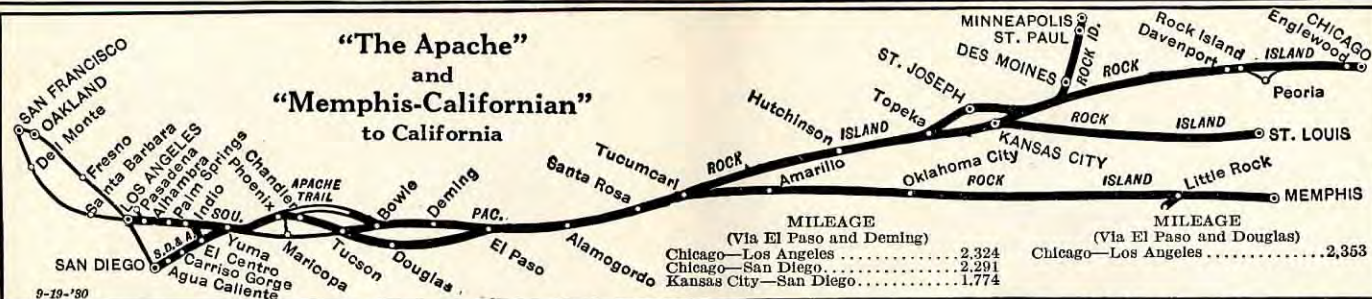 "The Apache"
and
"Memphis-Californian"
to California
SAN FRANCISCO
OAKLAND
Del Monte
Fresno
Santa Barbara
LOS ANGELES
Pasadena
Alhambra
Palm Springs
Indio
SOU.
Phoenix
Chandler
APACHE
TRAIL
Bowie
Deming
PAC.
SAN DIEGO
S.D.& A.
Yuma
El Centro
Carriso Gorge
Agua Caliente
Maricopa
Tucson
Douglas
El Paso
Alamogordo
Santa Rosa
Tucumcari
ROCK
ISLAND
Hutchinson
Topeka
ST. JOSEPH
DES MOINES
MINNEAPOLIS
ST. PAUL
ROCK ID.
ROCK
Rock Island
Davenport
ISLAND
Englewood
CHICAGO
Peoria
ROCK
ISLAND
ST. LOUIS
KANSAS CITY
Amarillo
Oklahoma City
ROCK
ISLAND
Little Rock
MEMPHIS
MILEAGE
(Via El Paso and Deming)
Chicago—Los Angeles ............2,324
Chicago—San Diego..............2,291
Kansas City—San Diego...........1,774
MILEAGE
(Via El Paso and Douglas)
Chicago—Los Angeles ............2,353
9-19-'30